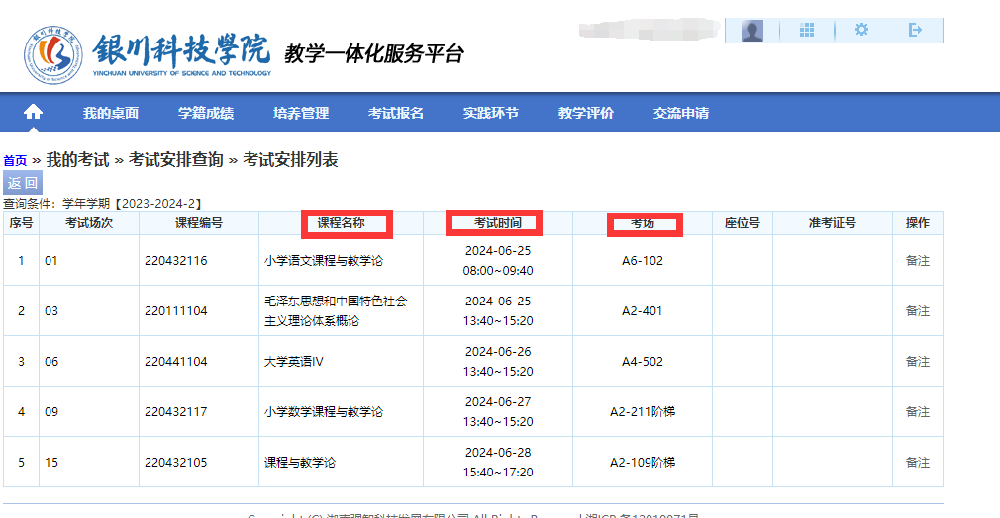 银川科技学院 教学一体化服务平台
YINCHUAN UNIVERSITY OF SCIENCE AND TECHNOLOGY
我的桌面 学籍成绩 培养管理 考试报名 实践环节 教学评价 交流申请
首页 » 我的考试 » 考试安排查询 » 考试安排列表
返 回
查询条件：学年学期【2023-2024-2】
序号 考试场次 课程编号 课程名称 考试时间 考场 座位号 准考证号 操作
1 01 220432116 小学语文课程与教学论 2024-06-25 08:00~09:40 A6-102 备注
2 03 220111104 毛泽东思想和中国特色社会主义理论体系概论 2024-06-25 13:40~15:20 A2-401 备注
3 06 220441104 大学英语IV 2024-06-26 13:40~15:20 A4-502 备注
4 09 220432117 小学数学课程与教学论 2024-06-27 13:40~15:20 A2-211阶梯 备注
5 15 220432105 课程与教学论 2024-06-28 15:40~17:20 A2-109阶梯 备注